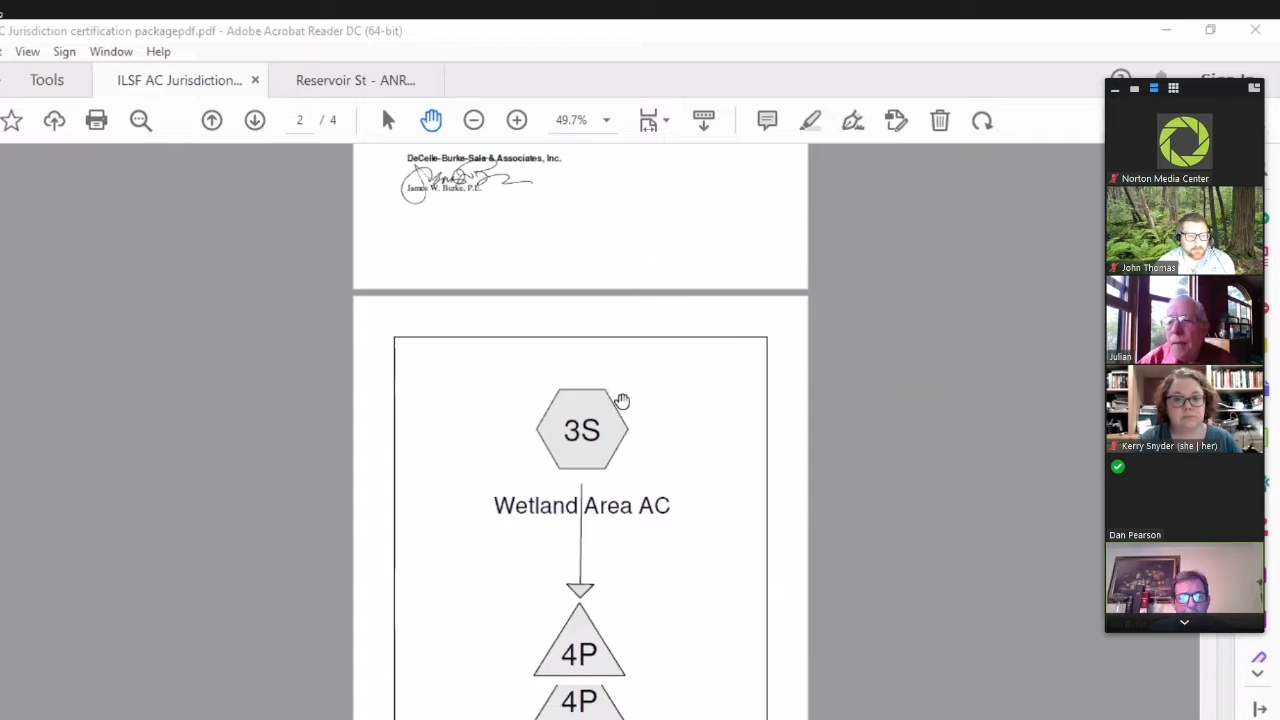 C Jurisdiction certification packagepdf.pdf - Adobe Acrobat Reader DC (64-bit)
t View Sign Window Help
Tools ILSF AC Jurisdiction... × Reservoir St - ANR...
2 / 4 49.7%
DeCelle-Burke-Sala & Associates, Inc.
James W. Burke, P.E.
3S
Wetland Area AC
4P
4P
Norton Media Center
John Thomas
Julian
Kerry Snyder (she | her)
Dan Pearson